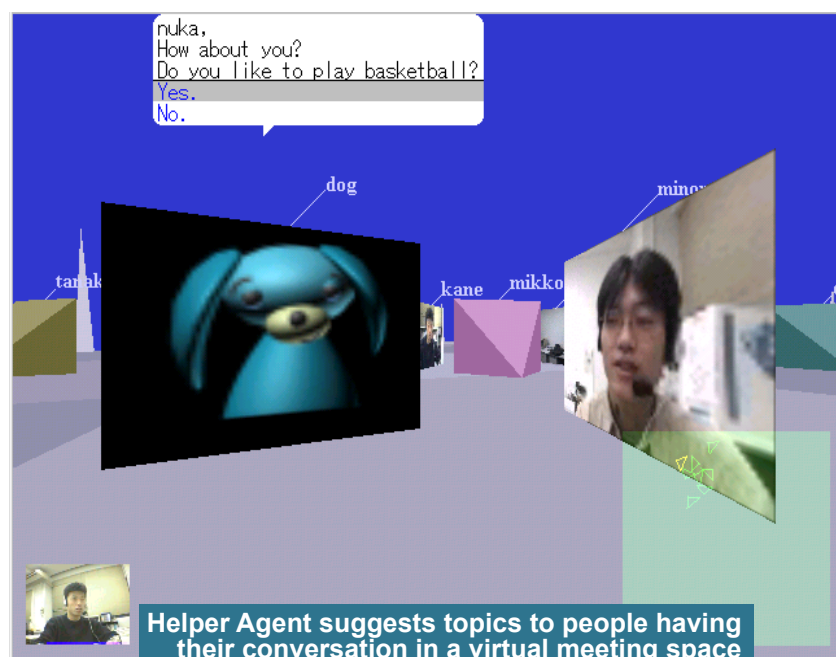 nuka,
How about you?
Do you like to play basketball?
Yes.
No.
dog
kane
mikko
Helper Agent suggests topics to people having
their conversation in a virtual meeting space